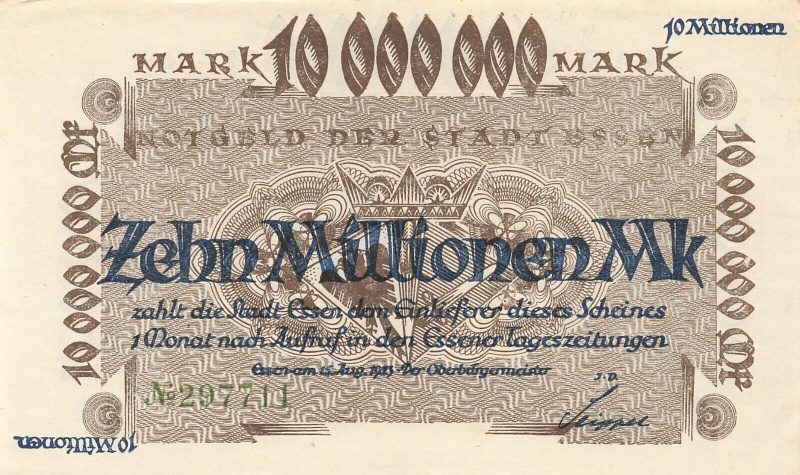 10 Millionen
MARK 10 000 000 MARK
NOTGELD DER STADT ESSEN
10 000 000 Mk
10 000 000 Mk
Zehn Millionen Mk
zahlt die Stadt Essen dem Einlieferer dieses Scheines
1 Monat nach Aufruf in den Essener Tageszeitungen
Essen-am 15. Aug. 1923 Der Oberbürgermeister
J.D.
№ 297711
10 Millionen